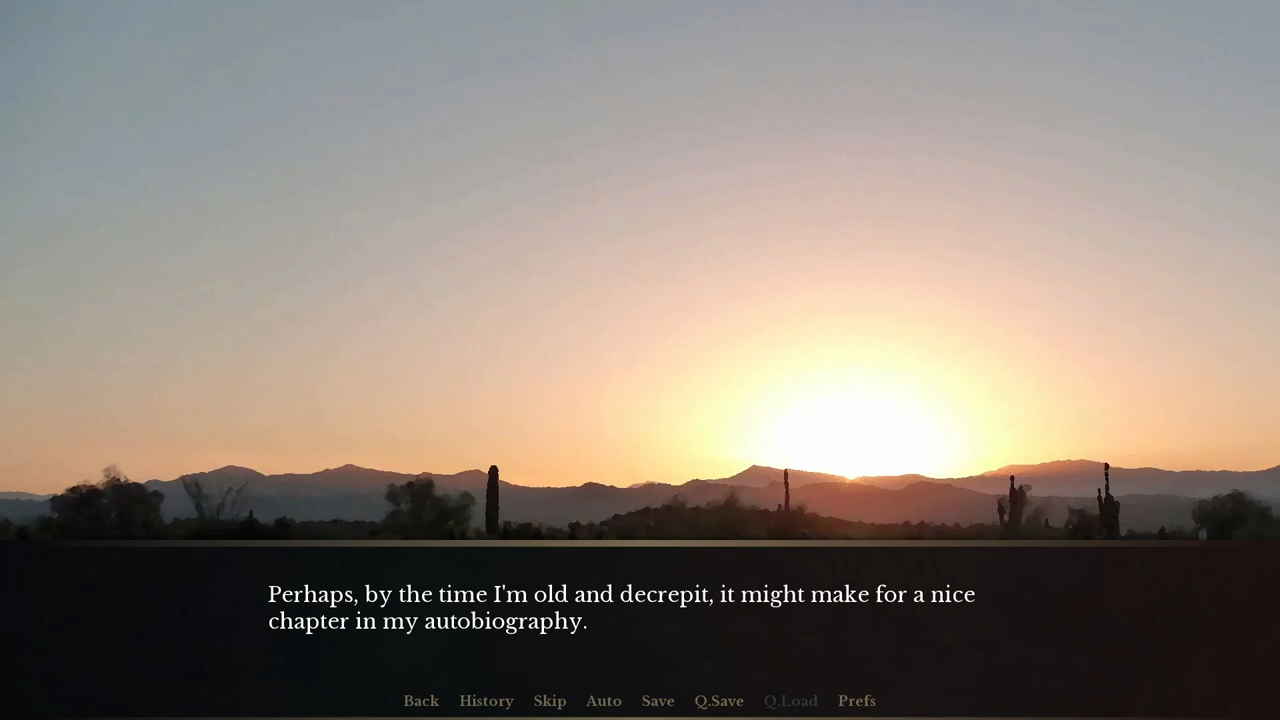 Perhaps, by the time I'm old and decrepit, it might make for a nice
chapter in my autobiography.
Back History Skip Auto Save Q.Save Q.Load Prefs